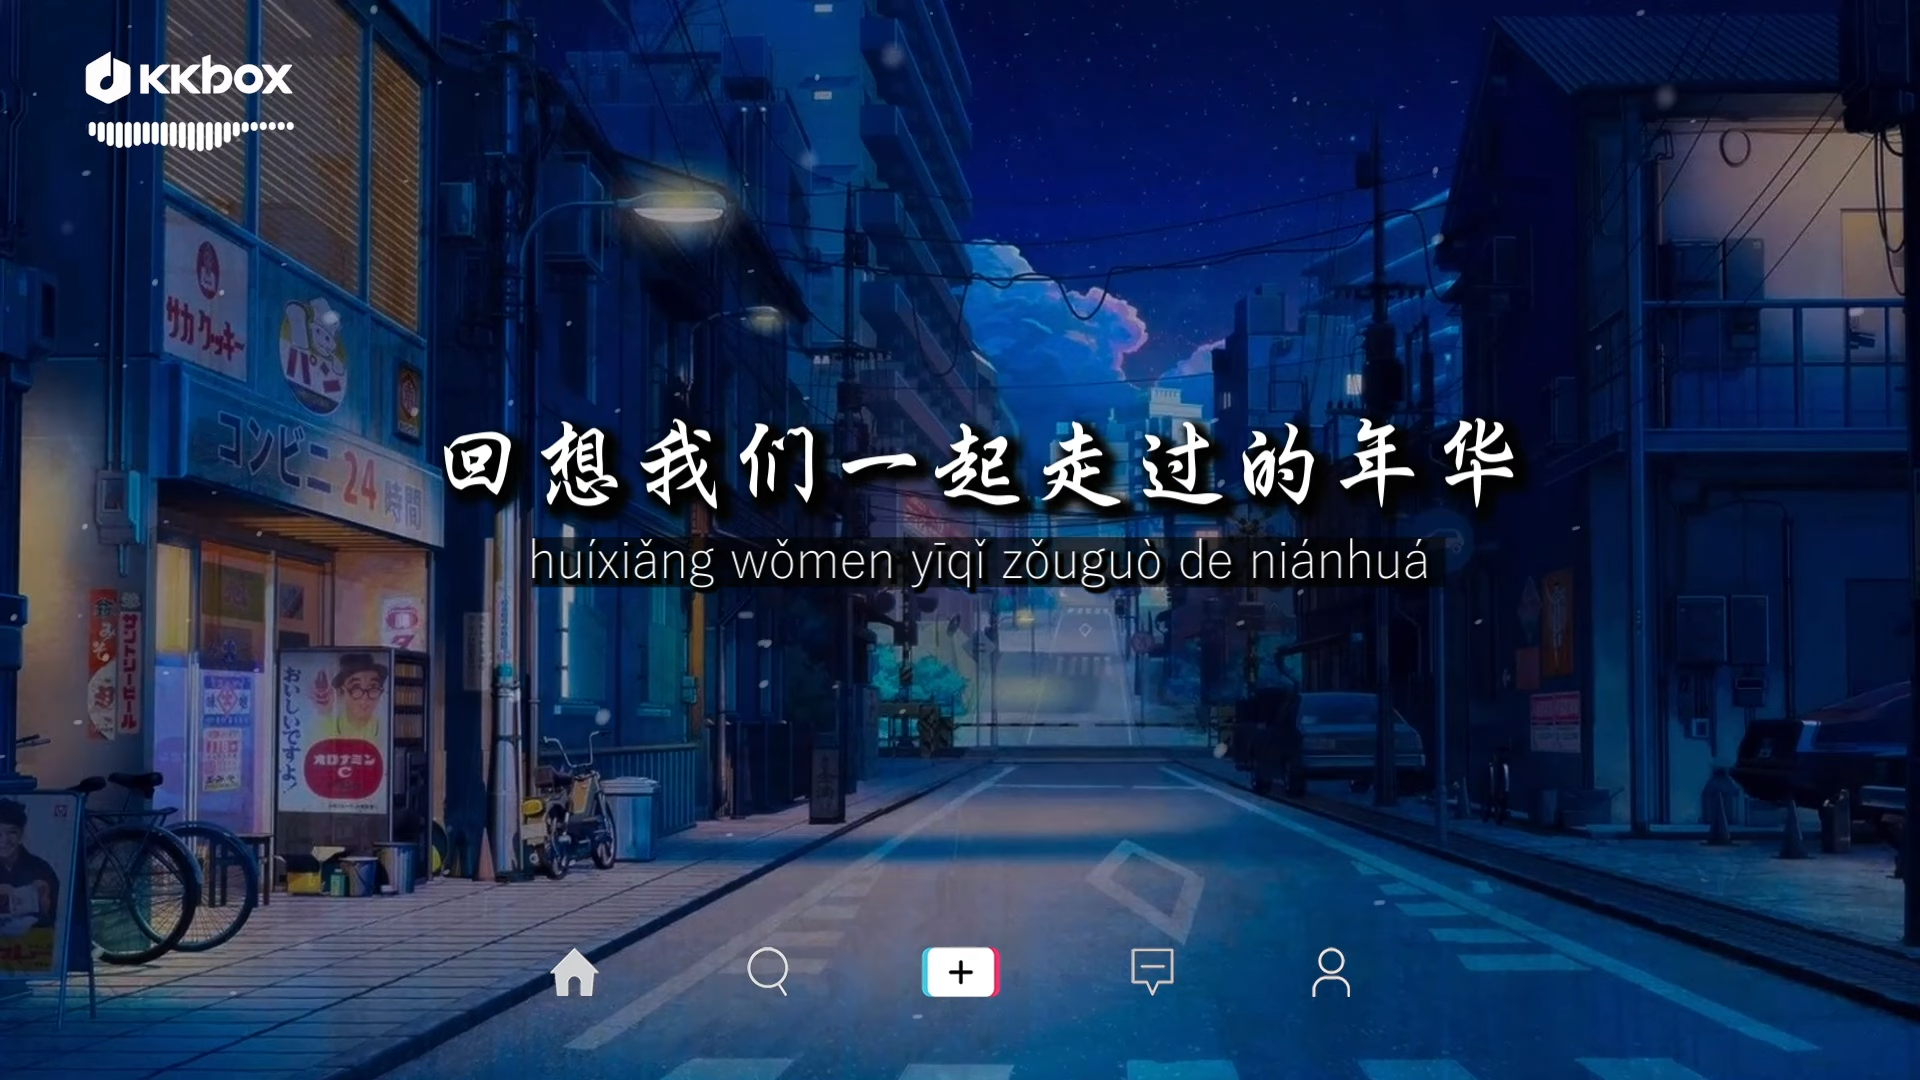 KKBOX
サカクッキー
パン
コンビニ 24 時間
回想我们一起走过的年华
huíxiǎng wǒmen yīqǐ zǒuguò de niánhuá
サントリービール
おいしいですよ!
オロナミン
C